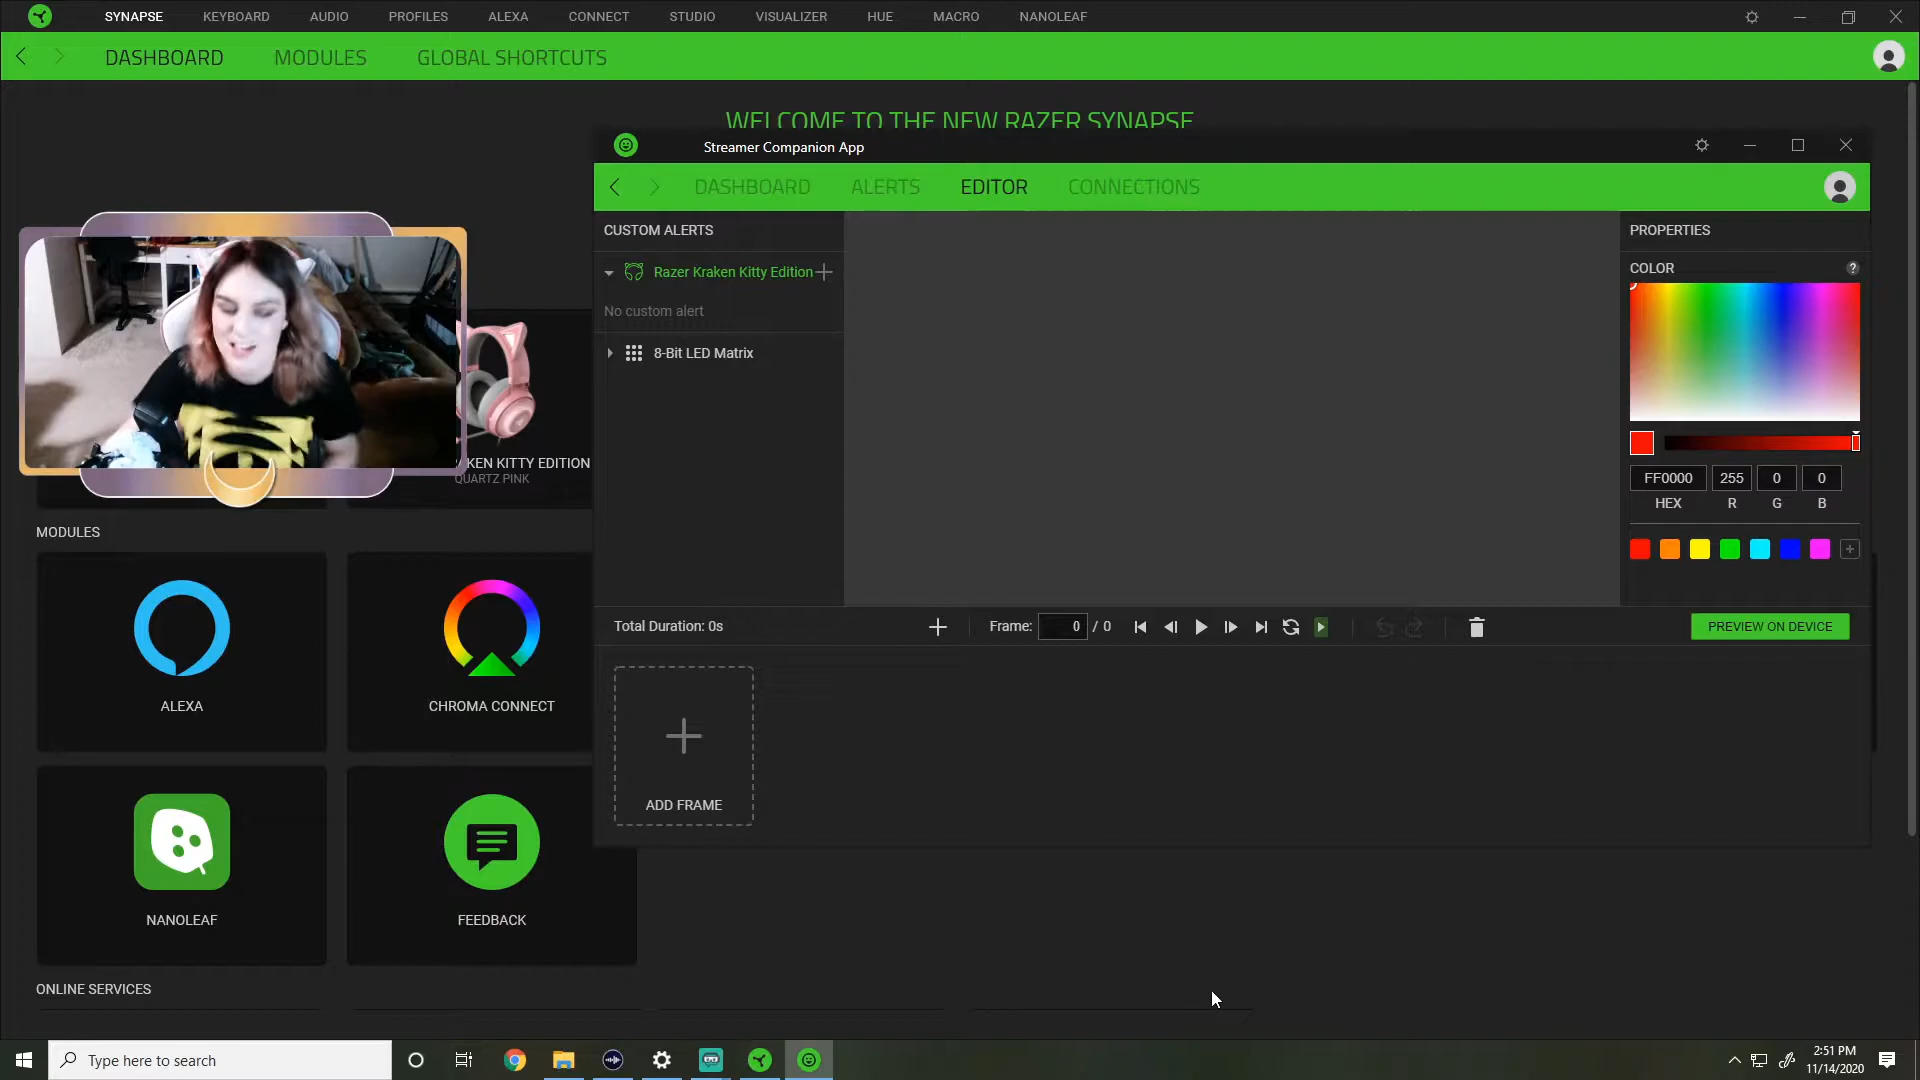 SYNAPSE KEYBOARD AUDIO PROFILES ALEXA CONNECT STUDIO VISUALIZER HUE MACRO NANOLEAF
DASHBOARD MODULES GLOBAL SHORTCUTS
WELCOME TO THE NEW RAZER SYNAPSE
Streamer Companion App
DASHBOARD ALERTS EDITOR CONNECTIONS
CUSTOM ALERTS
Razer Kraken Kitty Edition
No custom alert
8-Bit LED Matrix
PROPERTIES
COLOR
?
FF0000 255 0 0
HEX R G B
KEN KITTY EDITION
QUARTZ PINK
Total Duration: 0s
Frame: 0 / 0
PREVIEW ON DEVICE
ADD FRAME
MODULES
ALEXA
CHROMA CONNECT
NANOLEAF
FEEDBACK
ONLINE SERVICES
Type here to search
2:51 PM
11/14/2020